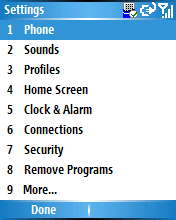 Settings
1 Phone
2 Sounds
3 Profiles
4 Home Screen
5 Clock & Alarm
6 Connections
7 Security
8 Remove Programs
9 More...
Done